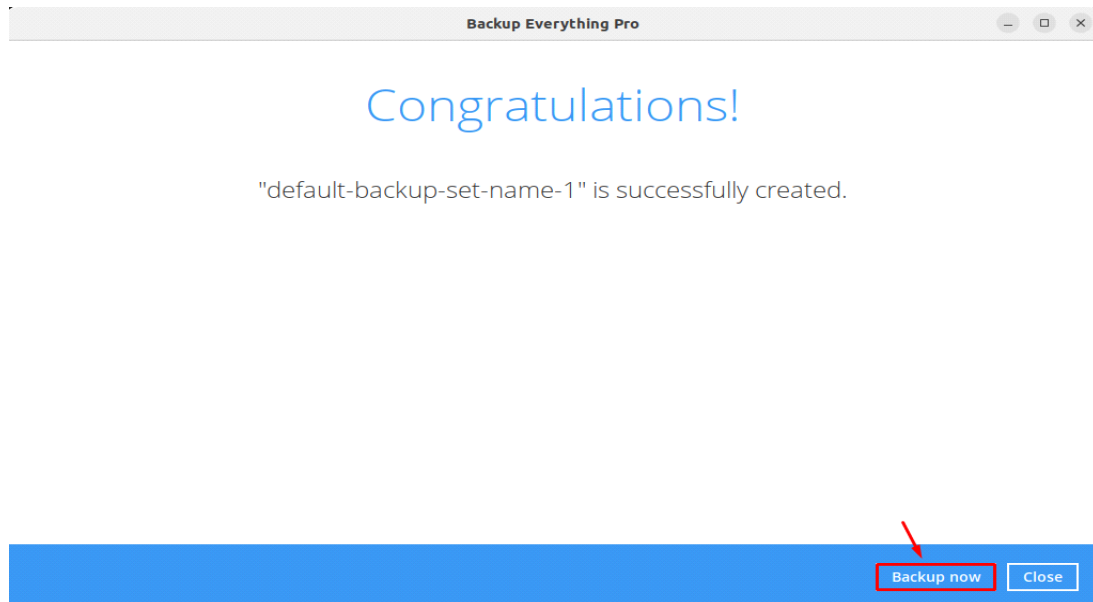 Backup Everything Pro
Congratulations!
"default-backup-set-name-1" is successfully created.
Backup now Close